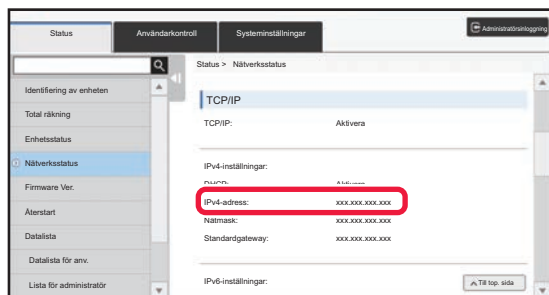 Status
Användarkontroll
Systeminställningar
Administratörsinloggning
Status > Nätverksstatus
Identifiering av enheten
Total räkning
Enhetsstatus
Nätverksstatus
Firmware Ver.
Återstart
Datalista
Datalista för anv.
Lista för administratör
TCP/IP
TCP/IP: Aktivera
IPv4-inställningar:
DHCP: Aktivera
IPv4-adress: xxx.xxx.xxx.xxx
Nätmask: xxx.xxx.xxx.xxx
Standardgateway: xxx.xxx.xxx.xxx
IPv6-inställningar:
Till top. sida